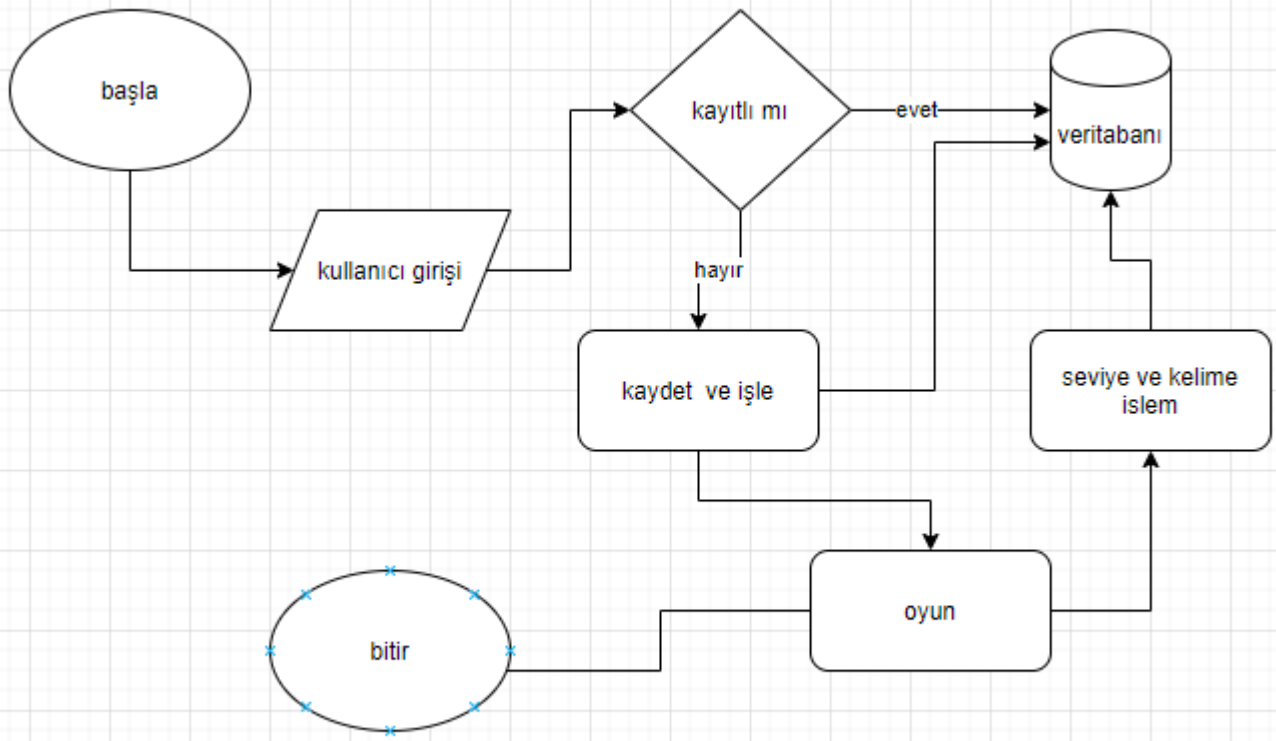 başla
kayıtlı mı
evet
veritabanı
kullanıcı girişi
hayır
kaydet ve işle
seviye ve kelime
islem
oyun
bitir